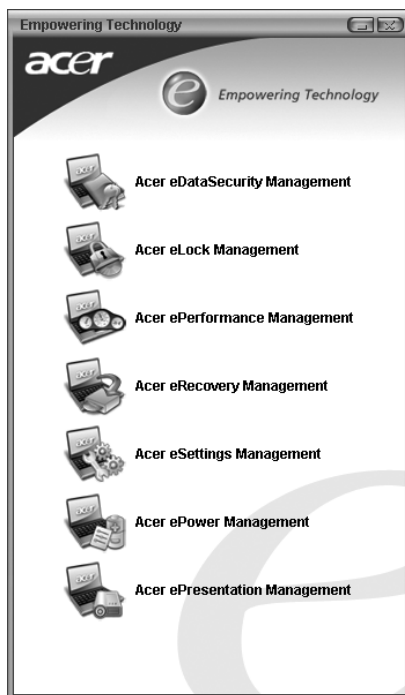 Empowering Technology
acer
e Empowering Technology
Acer eDataSecurity Management
Acer eLock Management
Acer ePerformance Management
Acer eRecovery Management
Acer eSettings Management
Acer ePower Management
Acer ePresentation Management